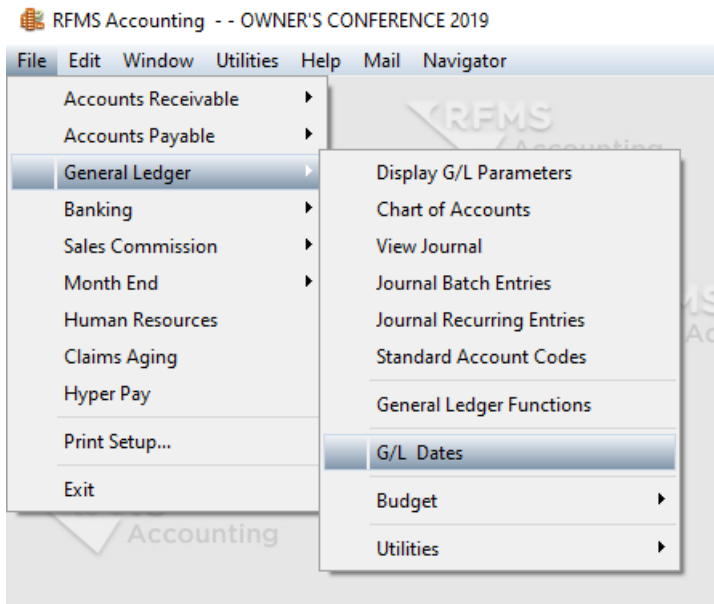 RFMS Accounting - - OWNER'S CONFERENCE 2019
File Edit Window Utilities Help Mail Navigator
Accounts Receivable
Accounts Payable
General Ledger
Banking
Sales Commission
Month End
Human Resources
Claims Aging
Hyper Pay
Print Setup...
Exit
RFMS
Accounting
Display G/L Parameters
Chart of Accounts
View Journal
Journal Batch Entries
Journal Recurring Entries
Standard Account Codes
General Ledger Functions
G/L Dates
Budget
Utilities
Accounting